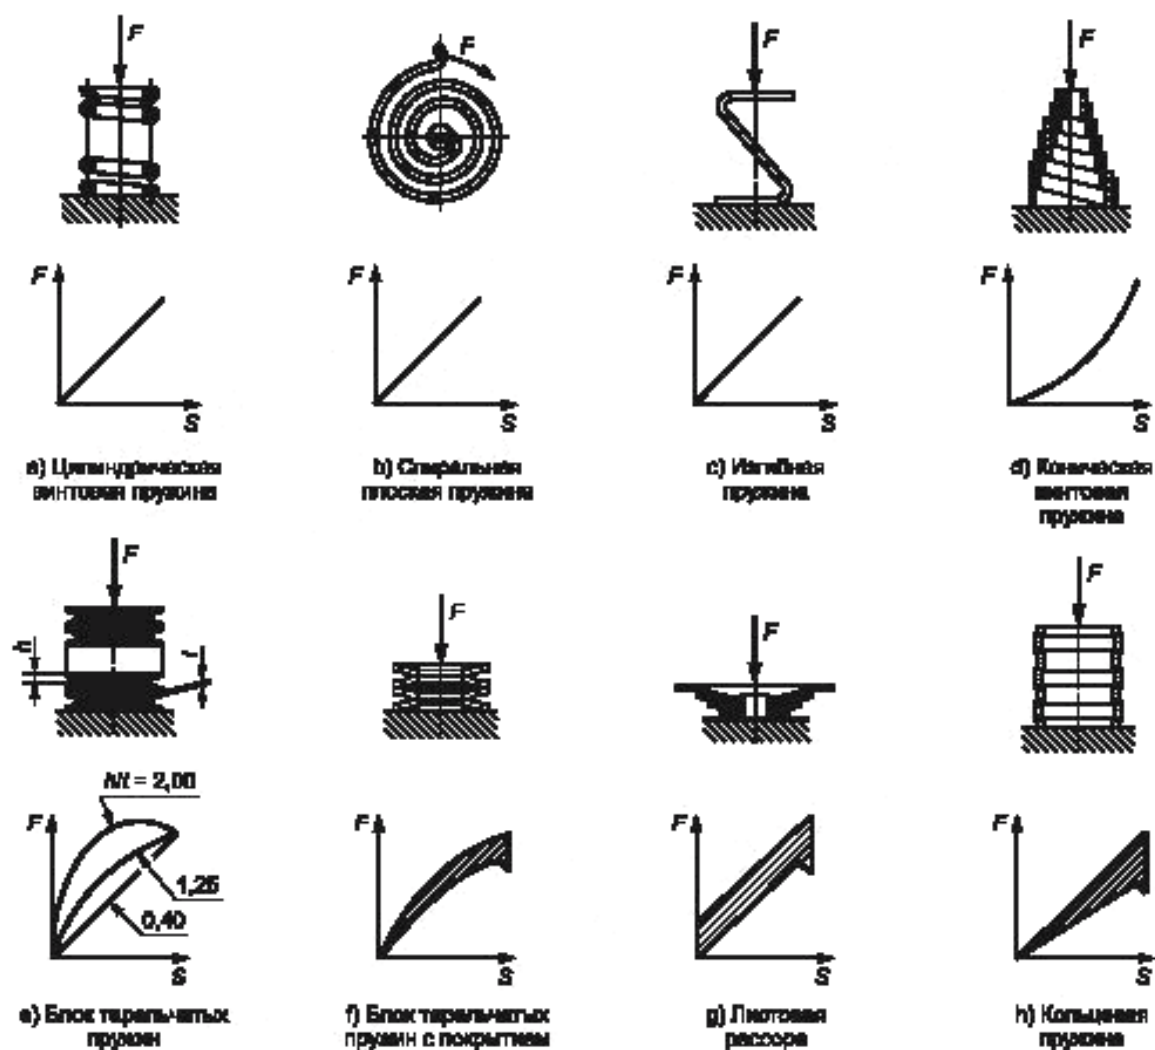 F
F
F
F
F
S
F
S
F
S
F
S
a) Цилиндрическая
винтовая пружина
b) Спиральная
плоская пружина
c) Изгибная
пружина
d) Коническая
винтовая
пружина
F
h
t
F
F
F
h/t = 2,00
F
1,25
0,40
S
F
S
F
S
F
S
e) Блок тарельчатых
пружин
f) Блок тарельчатых
пружин с покрытием
g) Листовая
рессора
h) Кольцевая
пружина